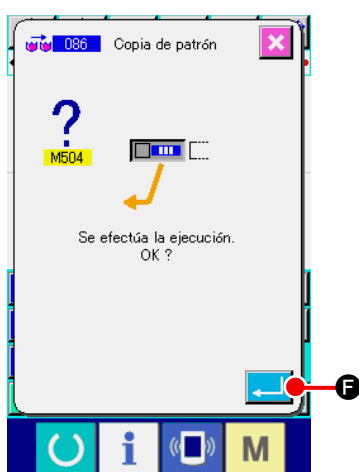 086 Copia de patrón
?
M504
Se efectúa la ejecución.
OK ?
F
i M